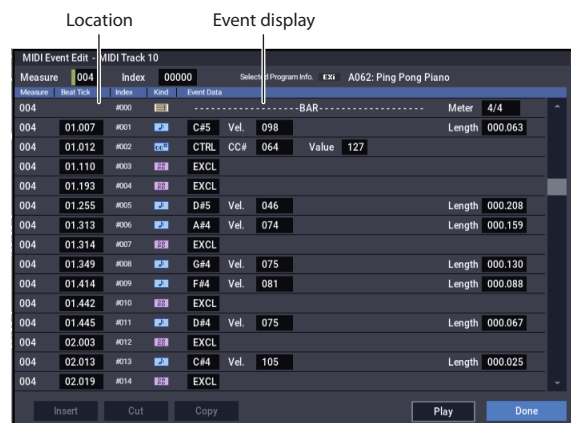 Location Event display
MIDI Event Edit - MIDI Track 10
Measure 004 Index 00000 Selected Program Info. EXi A062: Ping Pong Piano
Measure Beat Tick Index Kind Event Data
004 #000 -------------------BAR------------------ Meter 4/4
004 01.007 #001 C#5 Vel. 098 Length 000.063
004 01.012 #002 CC# CTRL CC# 064 Value 127
004 01.110 #003 EXCL
004 01.193 #004 EXCL
004 01.255 #005 D#5 Vel. 046 Length 000.208
004 01.313 #006 A#4 Vel. 074 Length 000.159
004 01.314 #007 EXCL
004 01.349 #008 G#4 Vel. 075 Length 000.130
004 01.414 #009 F#4 Vel. 081 Length 000.088
004 01.442 #010 EXCL
004 01.445 #011 D#4 Vel. 075 Length 000.067
004 02.003 #012 EXCL
004 02.013 #013 C#4 Vel. 105 Length 000.025
004 02.019 #014 EXCL
Insert Cut Copy Play Done